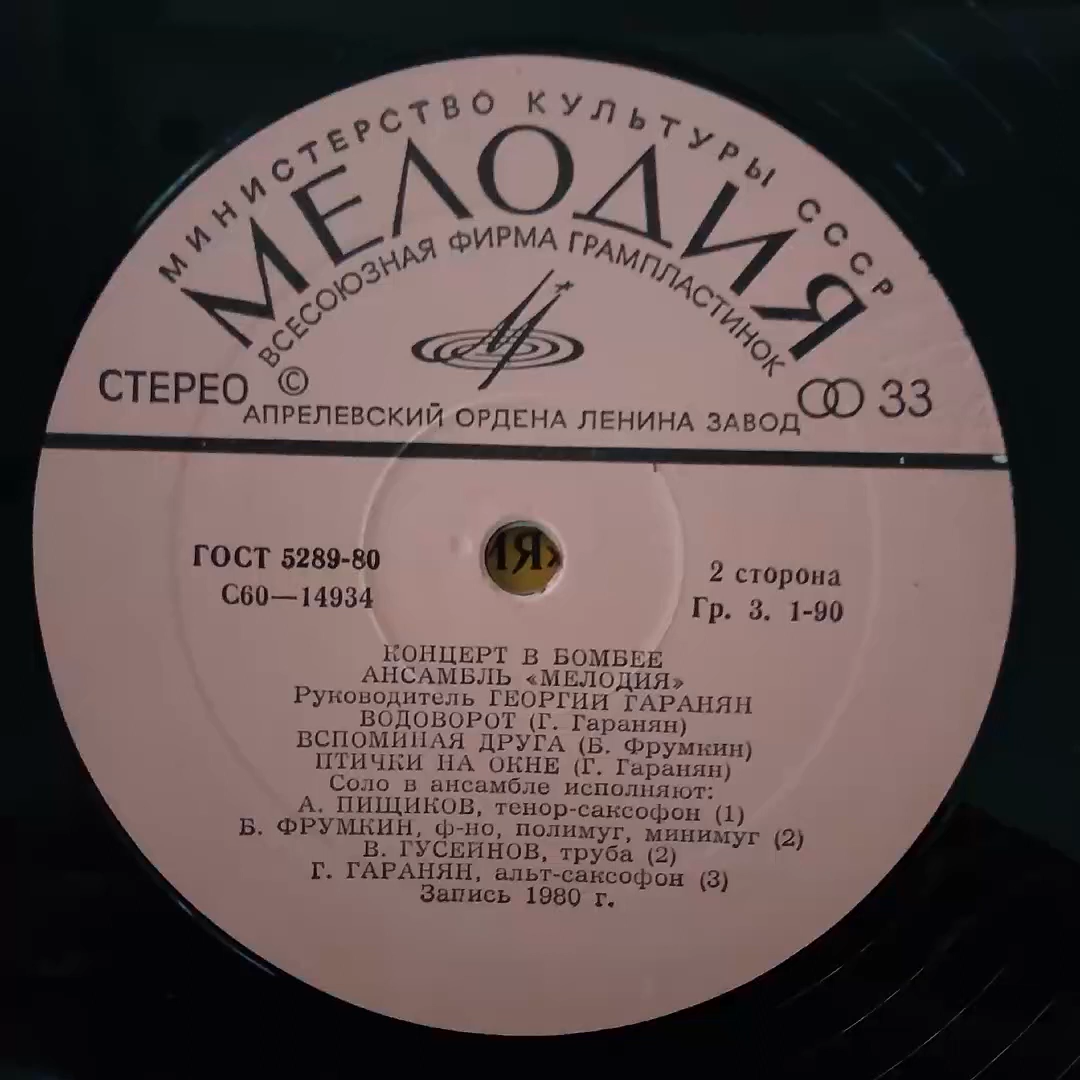 МИНИСТЕРСТВО КУЛЬТУРЫ СССР
МЕЛОДИЯ
ВСЕСОЮЗНАЯ ФИРМА ГРАМПЛАСТИНОК
СТЕРЕО © 33
АПРЕЛЕВСКИЙ ОРДЕНА ЛЕНИНА ЗАВОД
ГОСТ 5289-80
С60—14934
2 сторона
Гр. 3. 1-90
КОНЦЕРТ В БОМБЕЕ
АНСАМБЛЬ «МЕЛОДИЯ»
Руководитель ГЕОРГИЙ ГАРАНЯН
ВОДОВОРОТ (Г. Гаранян)
ВСПОМИНАЯ ДРУГА (Б. Фрумкин)
ПТИЧКИ НА ОКНЕ (Г. Гаранян)
Соло в ансамбле исполняют:
А. ПИЩИКОВ, тенор-саксофон (1)
Б. ФРУМКИН, ф-но, полимуг, минимуг (2)
В. ГУСЕЙНОВ, труба (2)
Г. ГАРАНЯН, альт-саксофон (3)
Запись 1980 г.